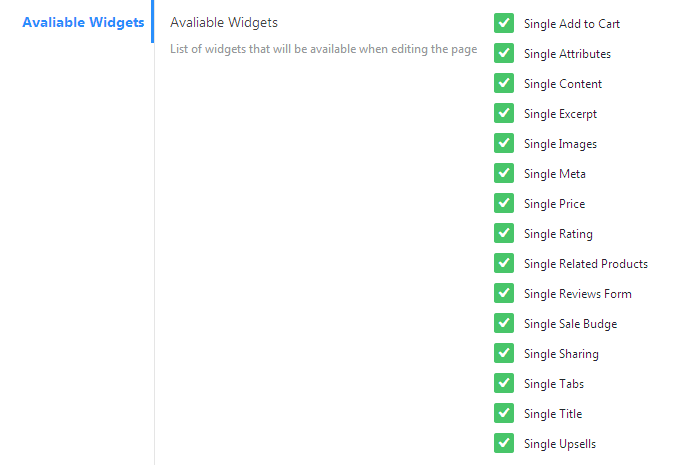 Avaliable Widgets
Avaliable Widgets
List of widgets that will be available when editing the page
Single Add to Cart
Single Attributes
Single Content
Single Excerpt
Single Images
Single Meta
Single Price
Single Rating
Single Related Products
Single Reviews Form
Single Sale Budge
Single Sharing
Single Tabs
Single Title
Single Upsells